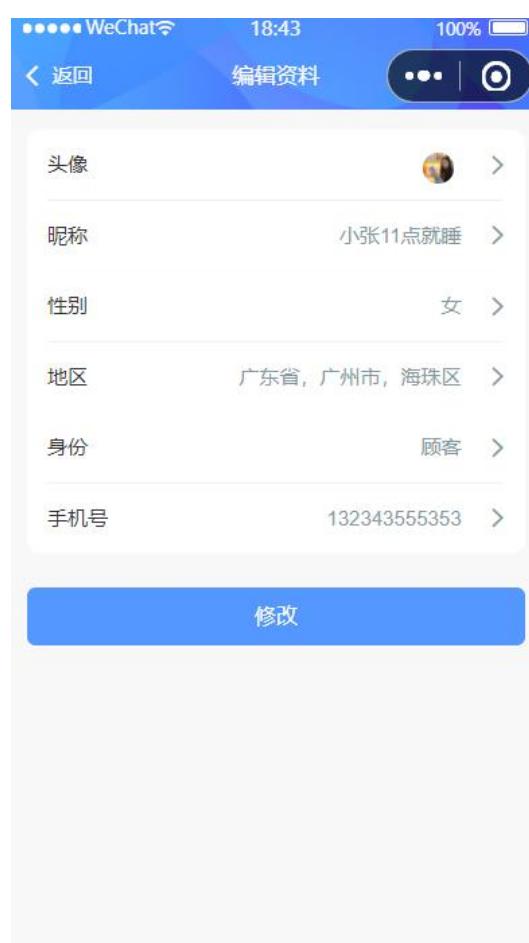 WeChat 18:43 100%
返回 编辑资料
头像
昵称 小张11点就睡
性别 女
地区 广东省，广州市，海珠区
身份 顾客
手机号 132343555353
修改